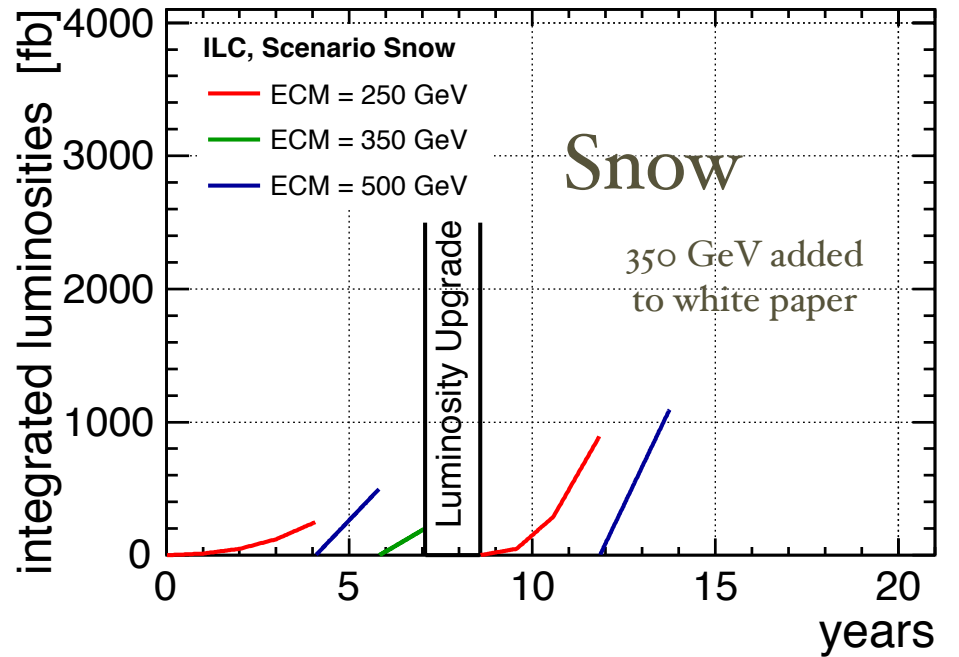 integrated luminosities [fb]
4000
3000
2000
1000
0
ILC, Scenario Snow
ECM = 250 GeV
ECM = 350 GeV
ECM = 500 GeV
Snow
350 GeV added
to white paper
Luminosity Upgrade
0 5 10 15 20
years